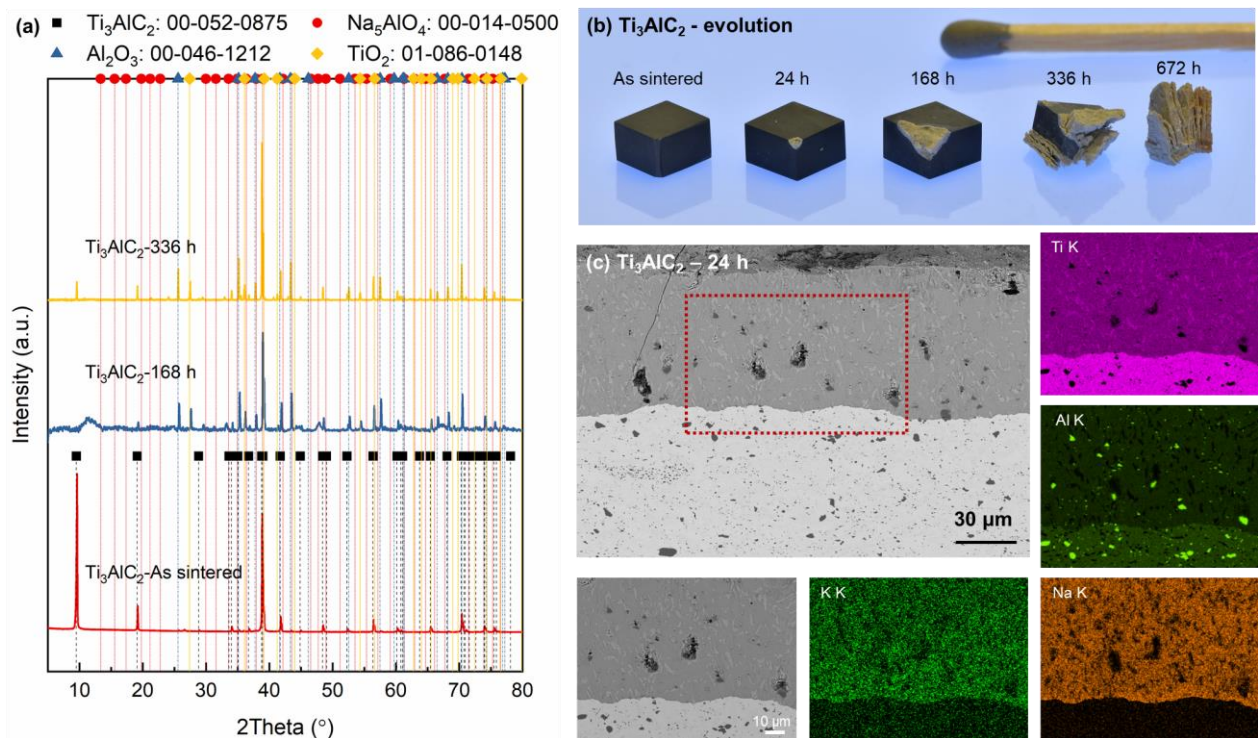 (a)
■ Ti₃AlC₂: 00-052-0875 ● Na₅AlO₄: 00-014-0500
▲ Al₂O₃: 00-046-1212 ◆ TiO₂: 01-086-0148
Ti₃AlC₂-336 h
Ti₃AlC₂-168 h
Ti₃AlC₂-As sintered
Intensity (a.u.)
10 20 30 40 50 60 70 80
2Theta (°)
(b) Ti₃AlC₂ - evolution
As sintered 24 h 168 h 336 h 672 h
(c) Ti₃AlC₂ – 24 h
30 µm
Ti K
Al K
10 µm
K K
Na K